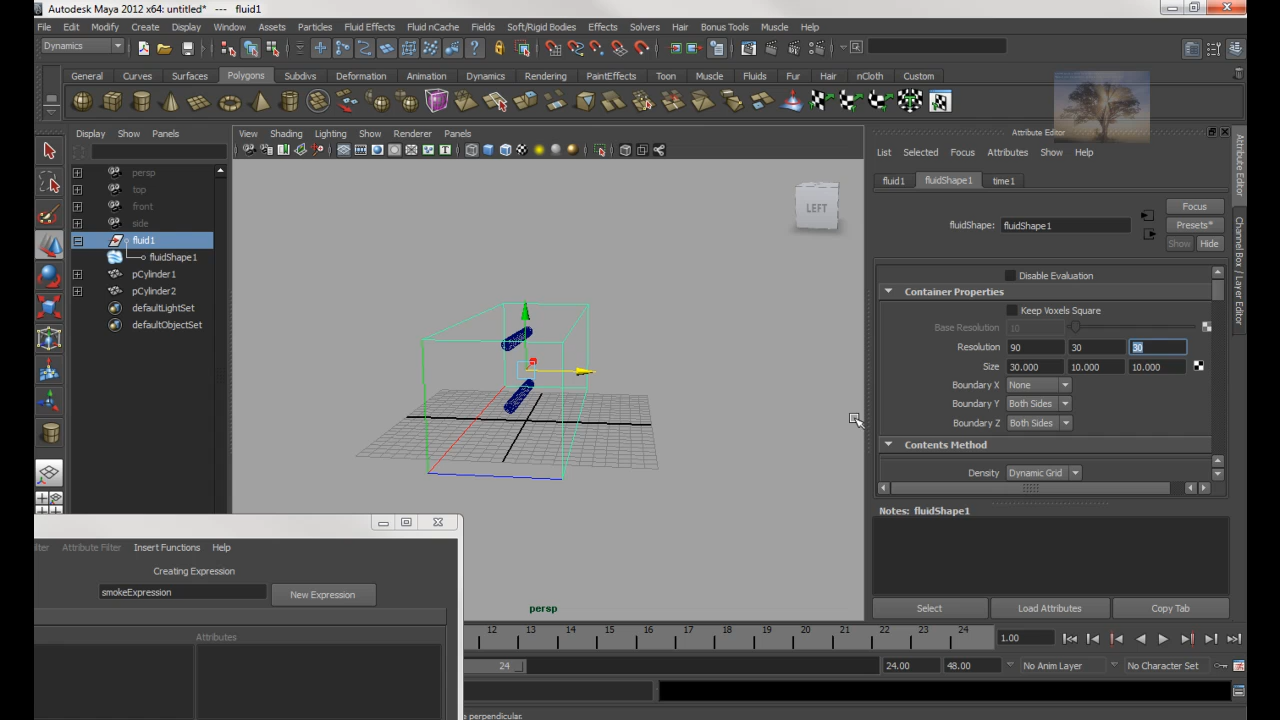 Autodesk Maya 2012 x64: untitled* --- fluid1
File Edit Modify Create Display Window Assets Particles Fluid Effects Fluid nCache Fields Soft/Rigid Bodies Effects Solvers Hair Bonus Tools Muscle Help
Dynamics
General Curves Surfaces Polygons Subdivs Deformation Animation Dynamics Rendering PaintEffects Toon Muscle Fluids Fur Hair nCloth Custom
Display Show Panels
View Shading Lighting Show Renderer Panels
Attribute Editor
List Selected Focus Attributes Show Help
persp
top
front
side
fluid1
fluidShape1
pCylinder1
pCylinder2
defaultLightSet
defaultObjectSet
LEFT
persp
fluid1 fluidShape1 time1
Focus
fluidShape: fluidShape1
Presets*
Show Hide
Disable Evaluation
Container Properties
Keep Voxels Square
Base Resolution 10
Resolution 90 30 30
Size 30.000 10.000 10.000
Boundary X None
Boundary Y Both Sides
Boundary Z Both Sides
Contents Method
Density Dynamic Grid
Notes: fluidShape1
Select Load Attributes Copy Tab
Attribute Editor
Channel Box / Layer Editor
Attribute Filter Insert Functions Help
Creating Expression
smokeExpression New Expression
Attributes
12 13 14 15 16 17 18 19 20 21 22 23 24
1.00
24 24.00 48.00 No Anim Layer No Character Set
perpendicular.